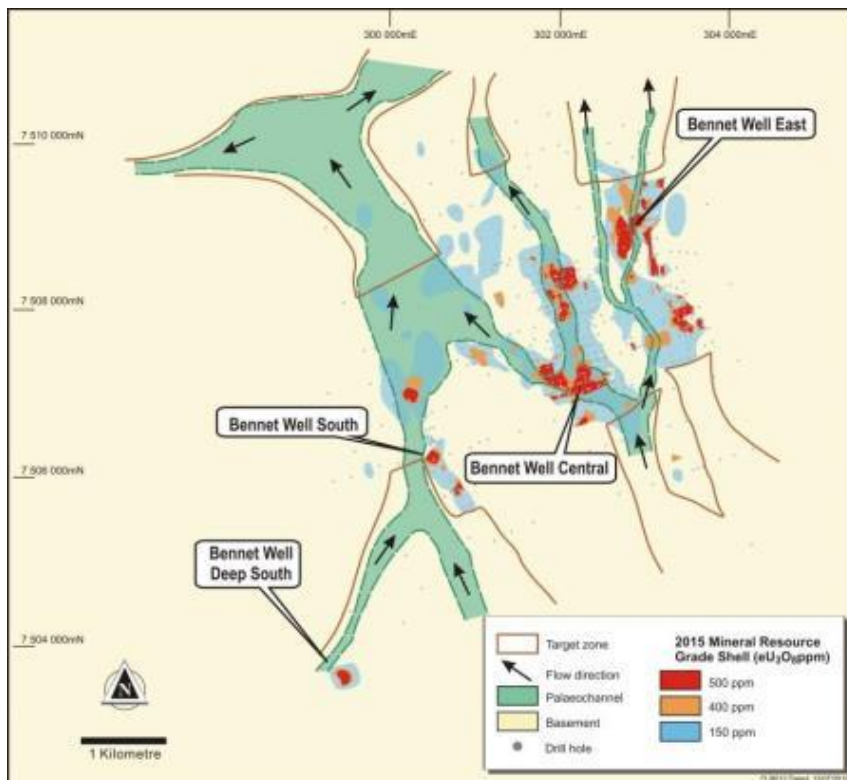 300 000mE
302 000mE
304 000mE
7 510 000mN
Bennet Well East
7 508 000mN
Bennet Well South
Bennet Well Central
7 506 000mN
Bennet Well
Deep South
7 504 000mN
N
1 Kilometre
Target zone
Flow direction
Palaeochannel
Basement
Drill hole
2015 Mineral Resource
Grade Shell (eU₃O₈ppm)
500 ppm
400 ppm
150 ppm